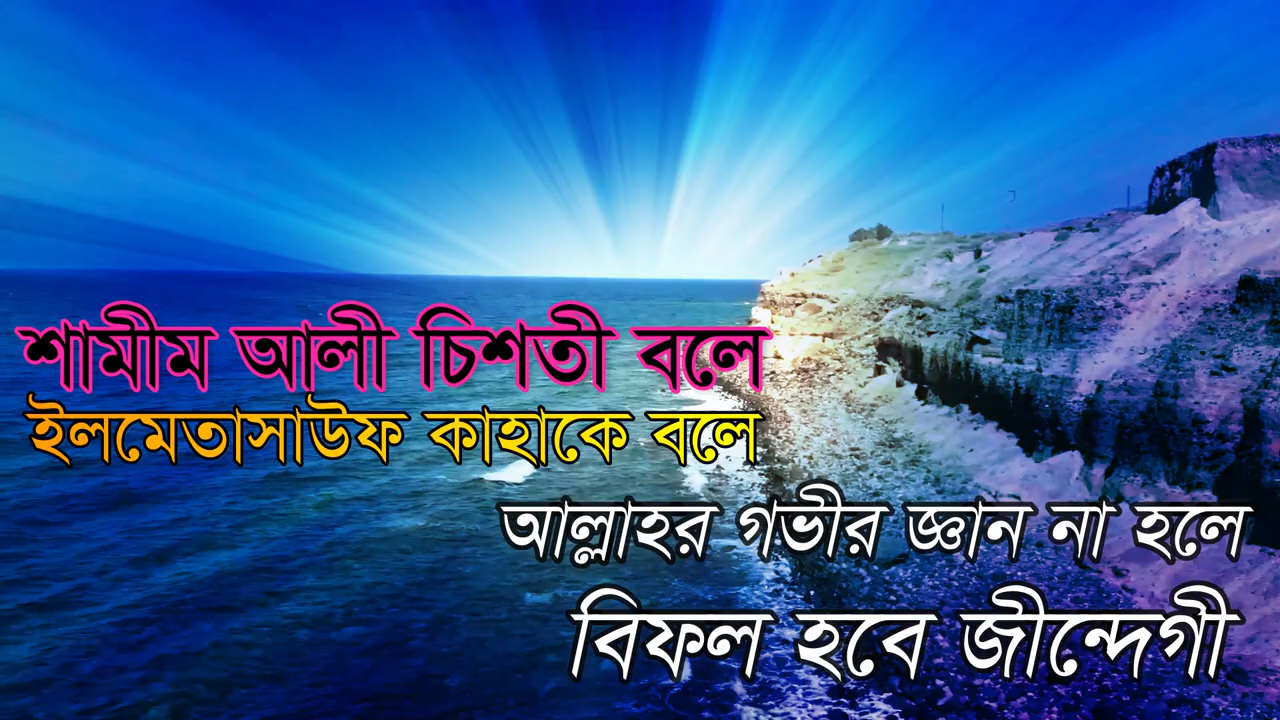 শামীম আলী চিশতী বলে
ইলমেতাসাউফ কাহাকে বলে
আল্লাহর গভীর জ্ঞান না হলে
বিফল হবে জীন্দেগী